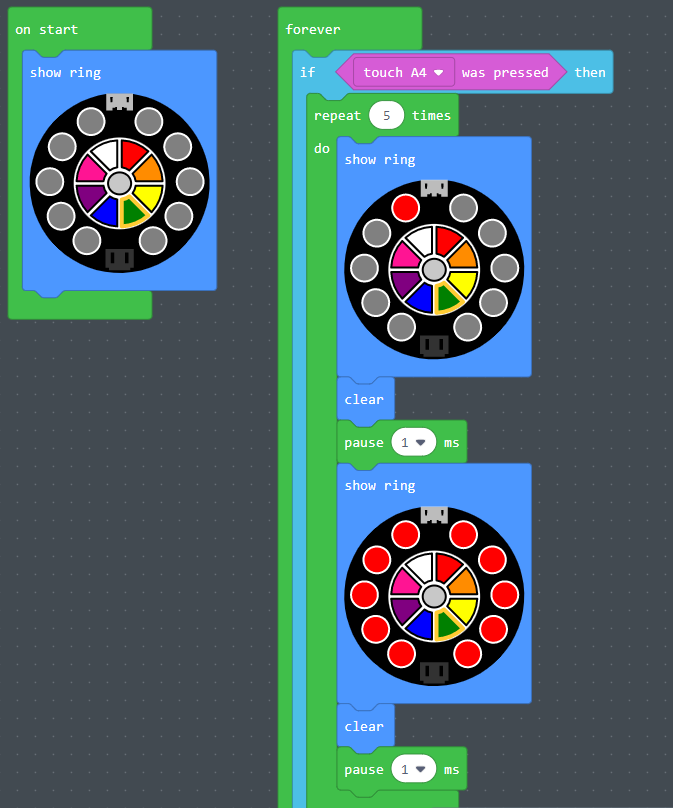 on start
show ring
forever
if touch A4 was pressed then
repeat 5 times
do
show ring
clear
pause 1 ms
show ring
clear
pause 1 ms